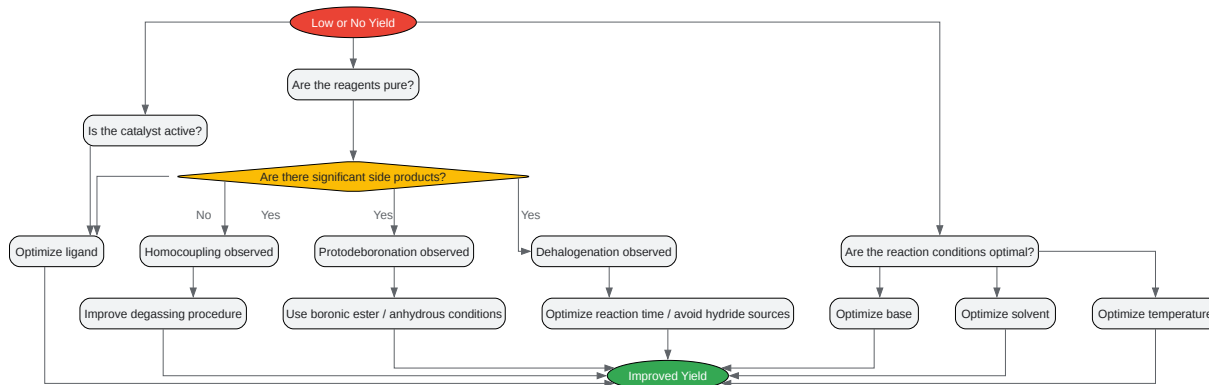 Low or No Yield
Are the reagents pure?
Is the catalyst active?
Are there significant side products?
No
Yes
Yes
Yes
Optimize ligand
Homocoupling observed
Protodeboronation observed
Dehalogenation observed
Are the reaction conditions optimal?
Improve degassing procedure
Use boronic ester / anhydrous conditions
Optimize reaction time / avoid hydride sources
Optimize base
Optimize solvent
Optimize temperature
Improved Yield